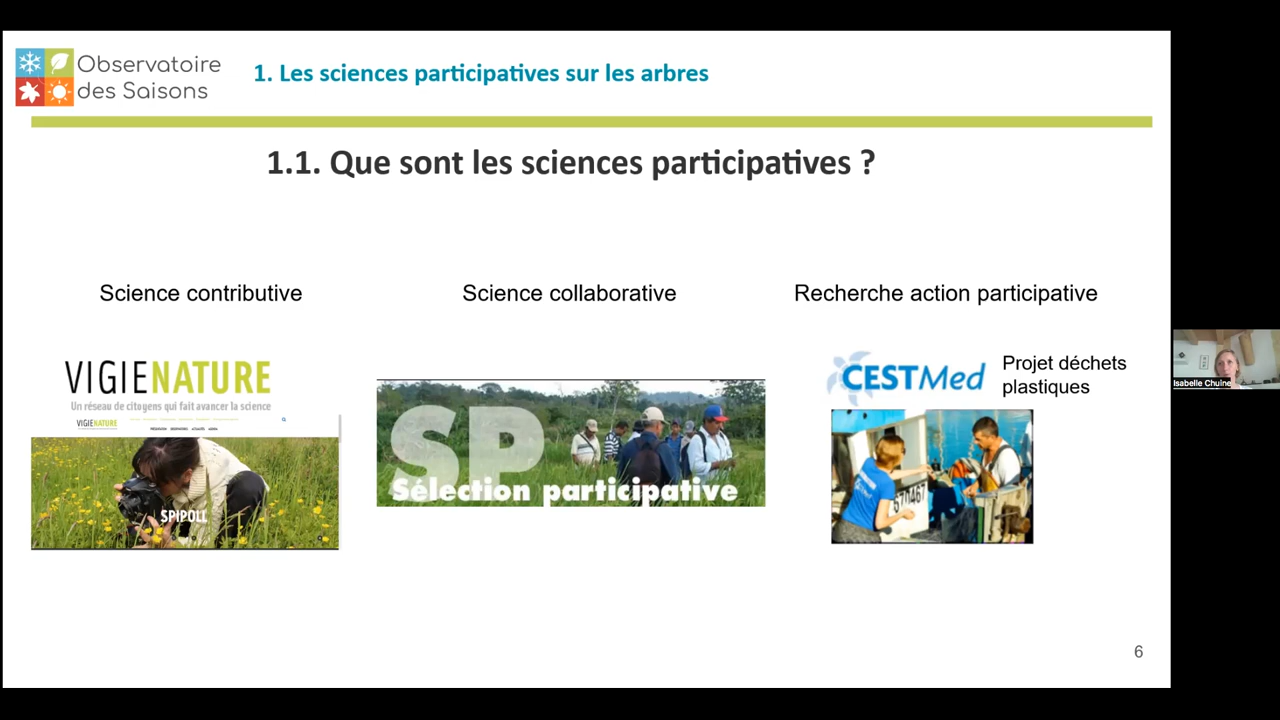 Observatoire
des Saisons
1. Les sciences participatives sur les arbres
1.1. Que sont les sciences participatives ?
Science contributive
Science collaborative
Recherche action participative
VIGIENATURE
Un réseau de citoyens qui fait avancer la science
VIGIENATURE
SPIPOLL
SP
Sélection participative
CESTMed
Projet déchets
plastiques
670467
Isabelle Chuine
6